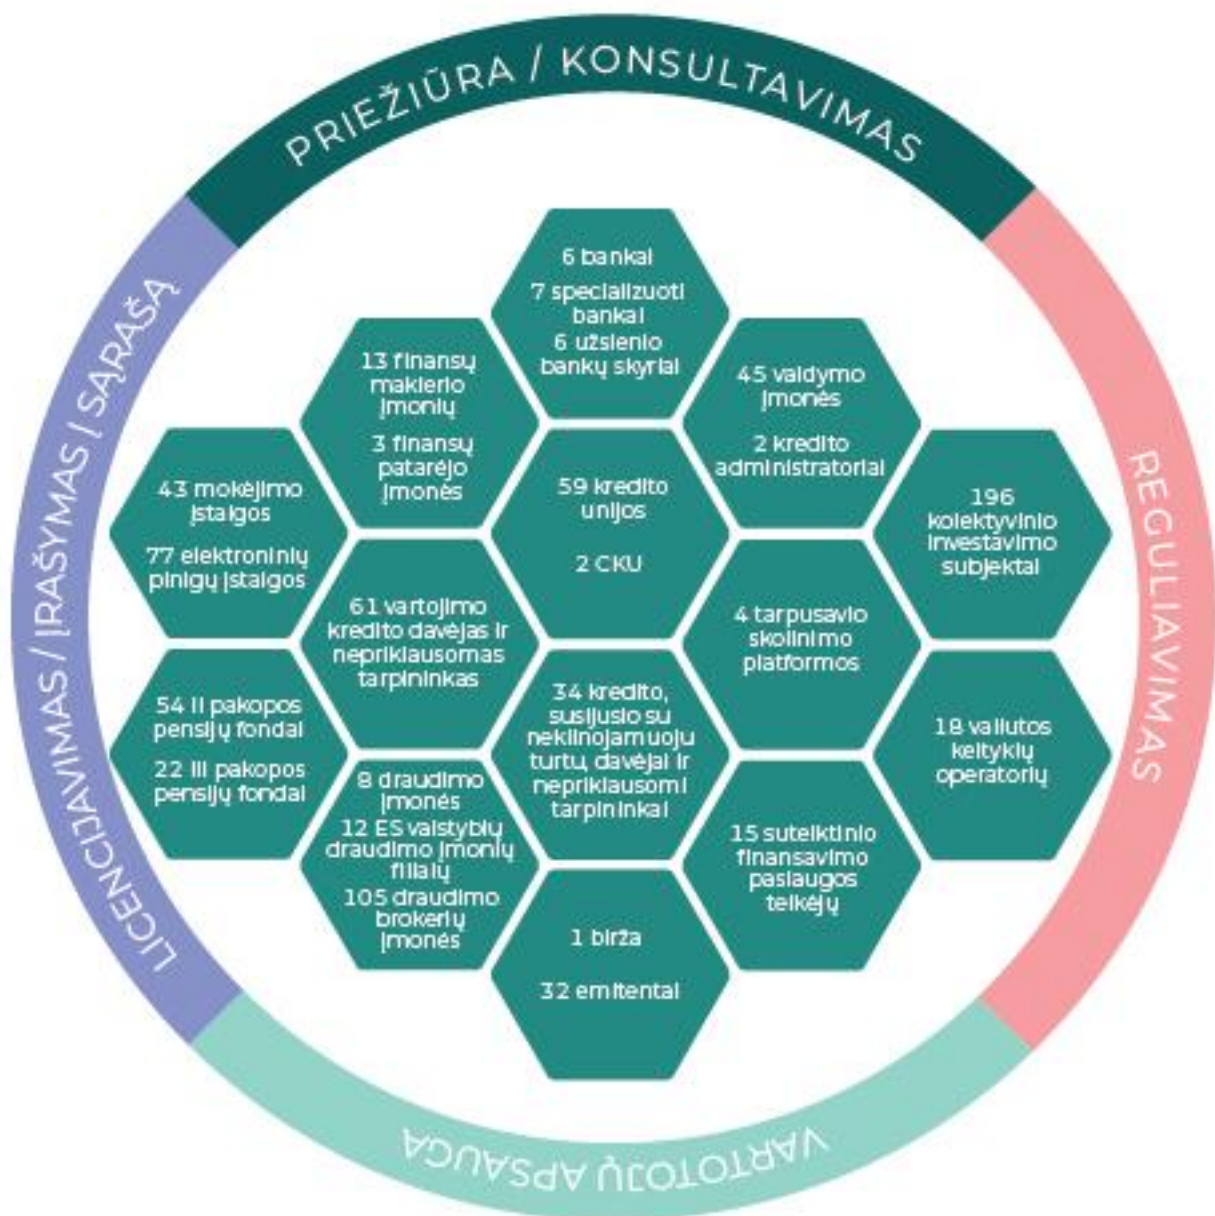 PRIEŽIŪRA / KONSULTAVIMAS
LICENCIJAVIMAS / ĮRAŠYMAS Į SĄRAŠĄ
REGULIAVIMAS
VARTOTOJŲ APSAUGA
6 bankai
7 specializuoti
bankai
6 užsienio
bankų skyriai
13 finansų
maklerio
įmonių
3 finansų
patarėjo
įmonės
45 valdymo
įmonės
2 kredito
administratoriai
43 mokėjimo
įstaigos
77 elektroninių
pinigų įstaigos
59 kredito
unijos
2 CKU
196
kolektyvinio
investavimo
subjektai
61 vartojimo
kredito davėjas ir
nepriklausomas
tarpininkas
4 tarpusavio
skolinimo
platformos
54 II pakopos
pensijų fondai
22 III pakopos
pensijų fondai
34 kredito,
susijusio su
nekilnojamuoju
turtu, davėjai ir
nepriklausomi
tarpininkai
18 valiutos
keityklų
operatorių
8 draudimo
įmonės
12 ES valstybių
draudimo įmonių
filialų
105 draudimo
brokerių
įmonės
15 sutelktinio
finansavimo
paslaugos
teikėjų
1 birža
32 emitentai